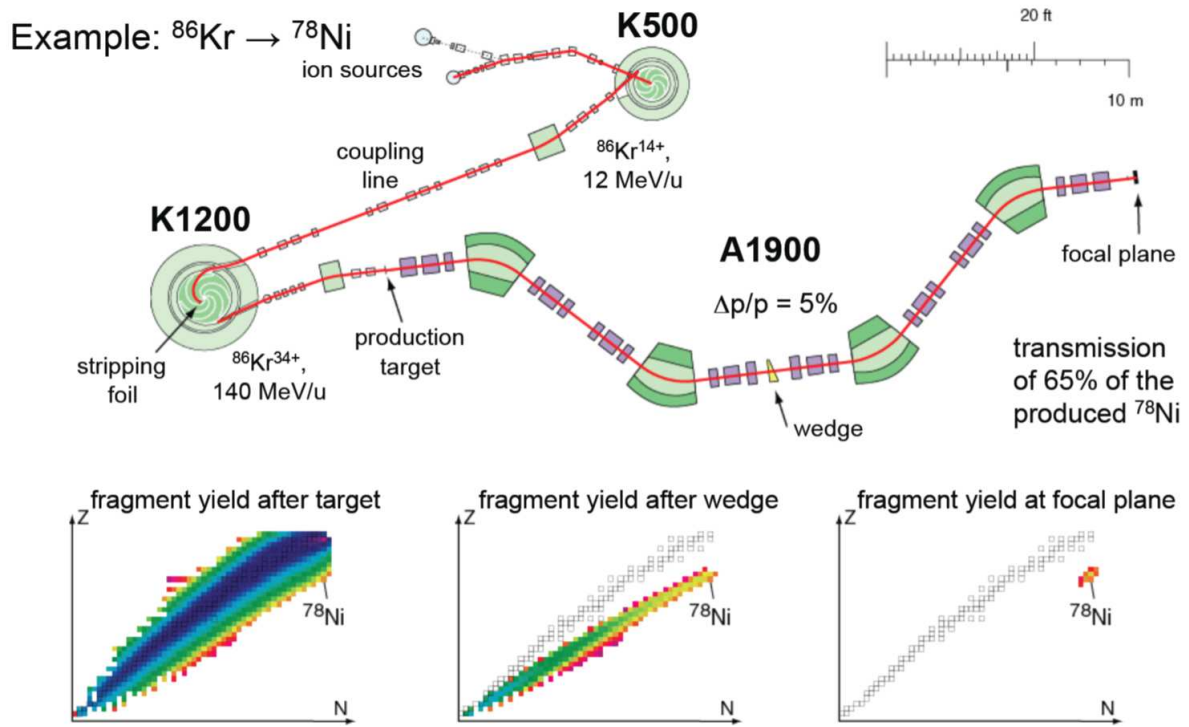 Example: ⁸⁶Kr → ⁷⁸Ni
ion sources
K500
20 ft
10 m
coupling
line
⁸⁶Kr¹⁴⁺,
12 MeV/u
K1200
A1900
Δp/p = 5%
focal plane
stripping
foil
⁸⁶Kr³⁴⁺,
140 MeV/u
production
target
wedge
transmission
of 65% of the
produced ⁷⁸Ni
fragment yield after target
Z
⁷⁸Ni
N
fragment yield after wedge
Z
⁷⁸Ni
N
fragment yield at focal plane
Z
⁷⁸Ni
N